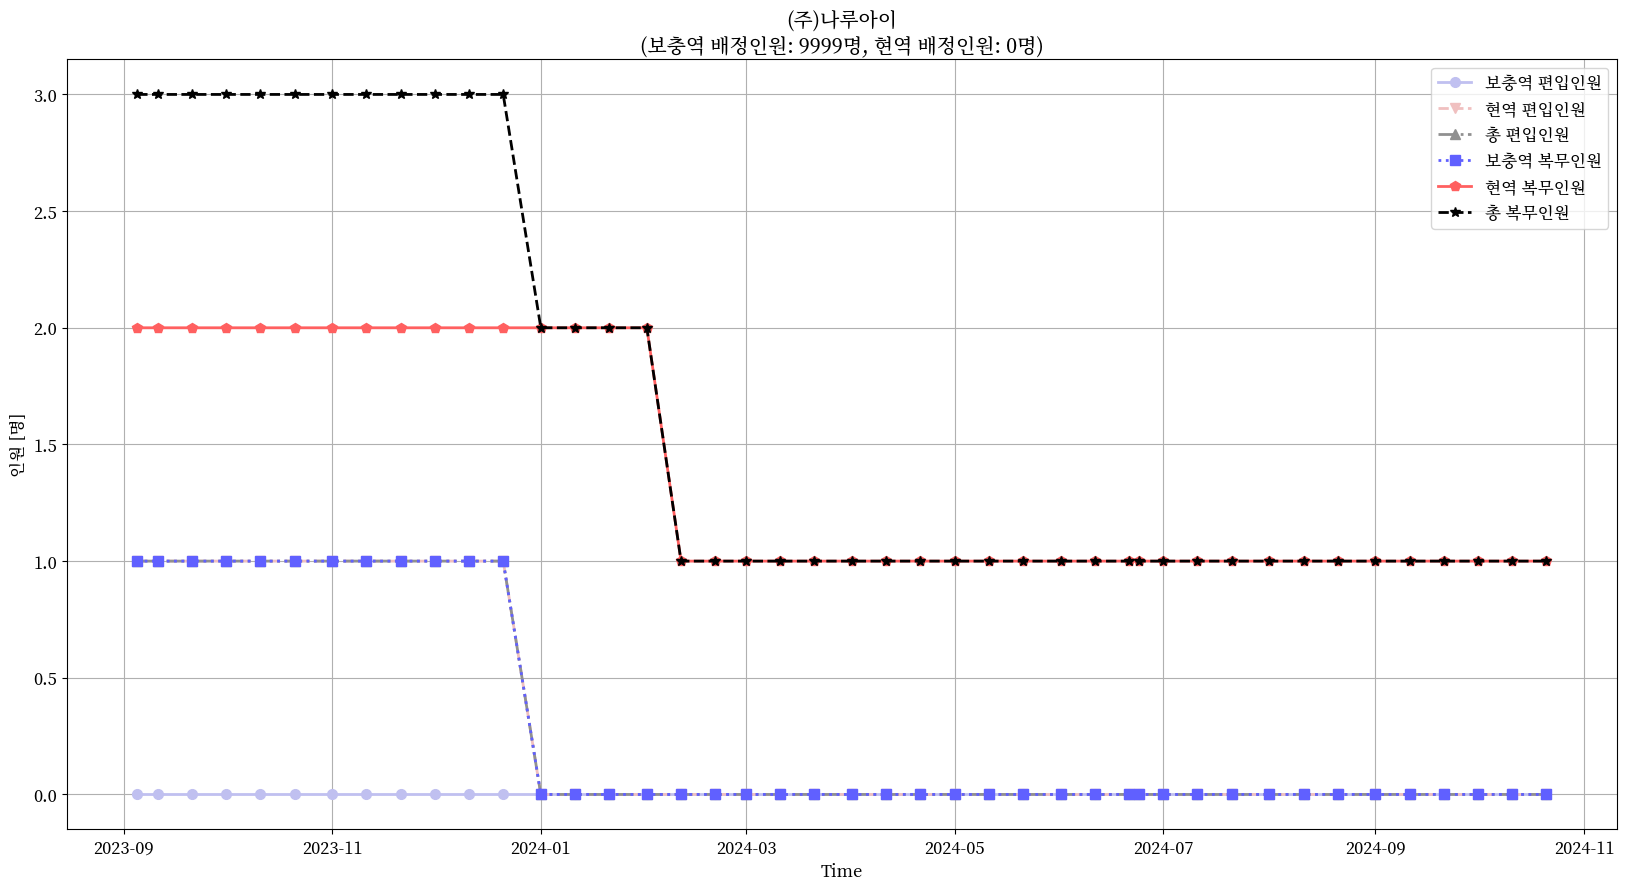 (주)나루아이
(보충역 배정인원: 9999명, 현역 배정인원: 0명)
보충역 편입인원
현역 편입인원
총 편입인원
보충역 복무인원
현역 복무인원
총 복무인원
인원 [명]
3.0
2.5
2.0
1.5
1.0
0.5
0.0
2023-09 2023-11 2024-01 2024-03 2024-05 2024-07 2024-09 2024-11
Time